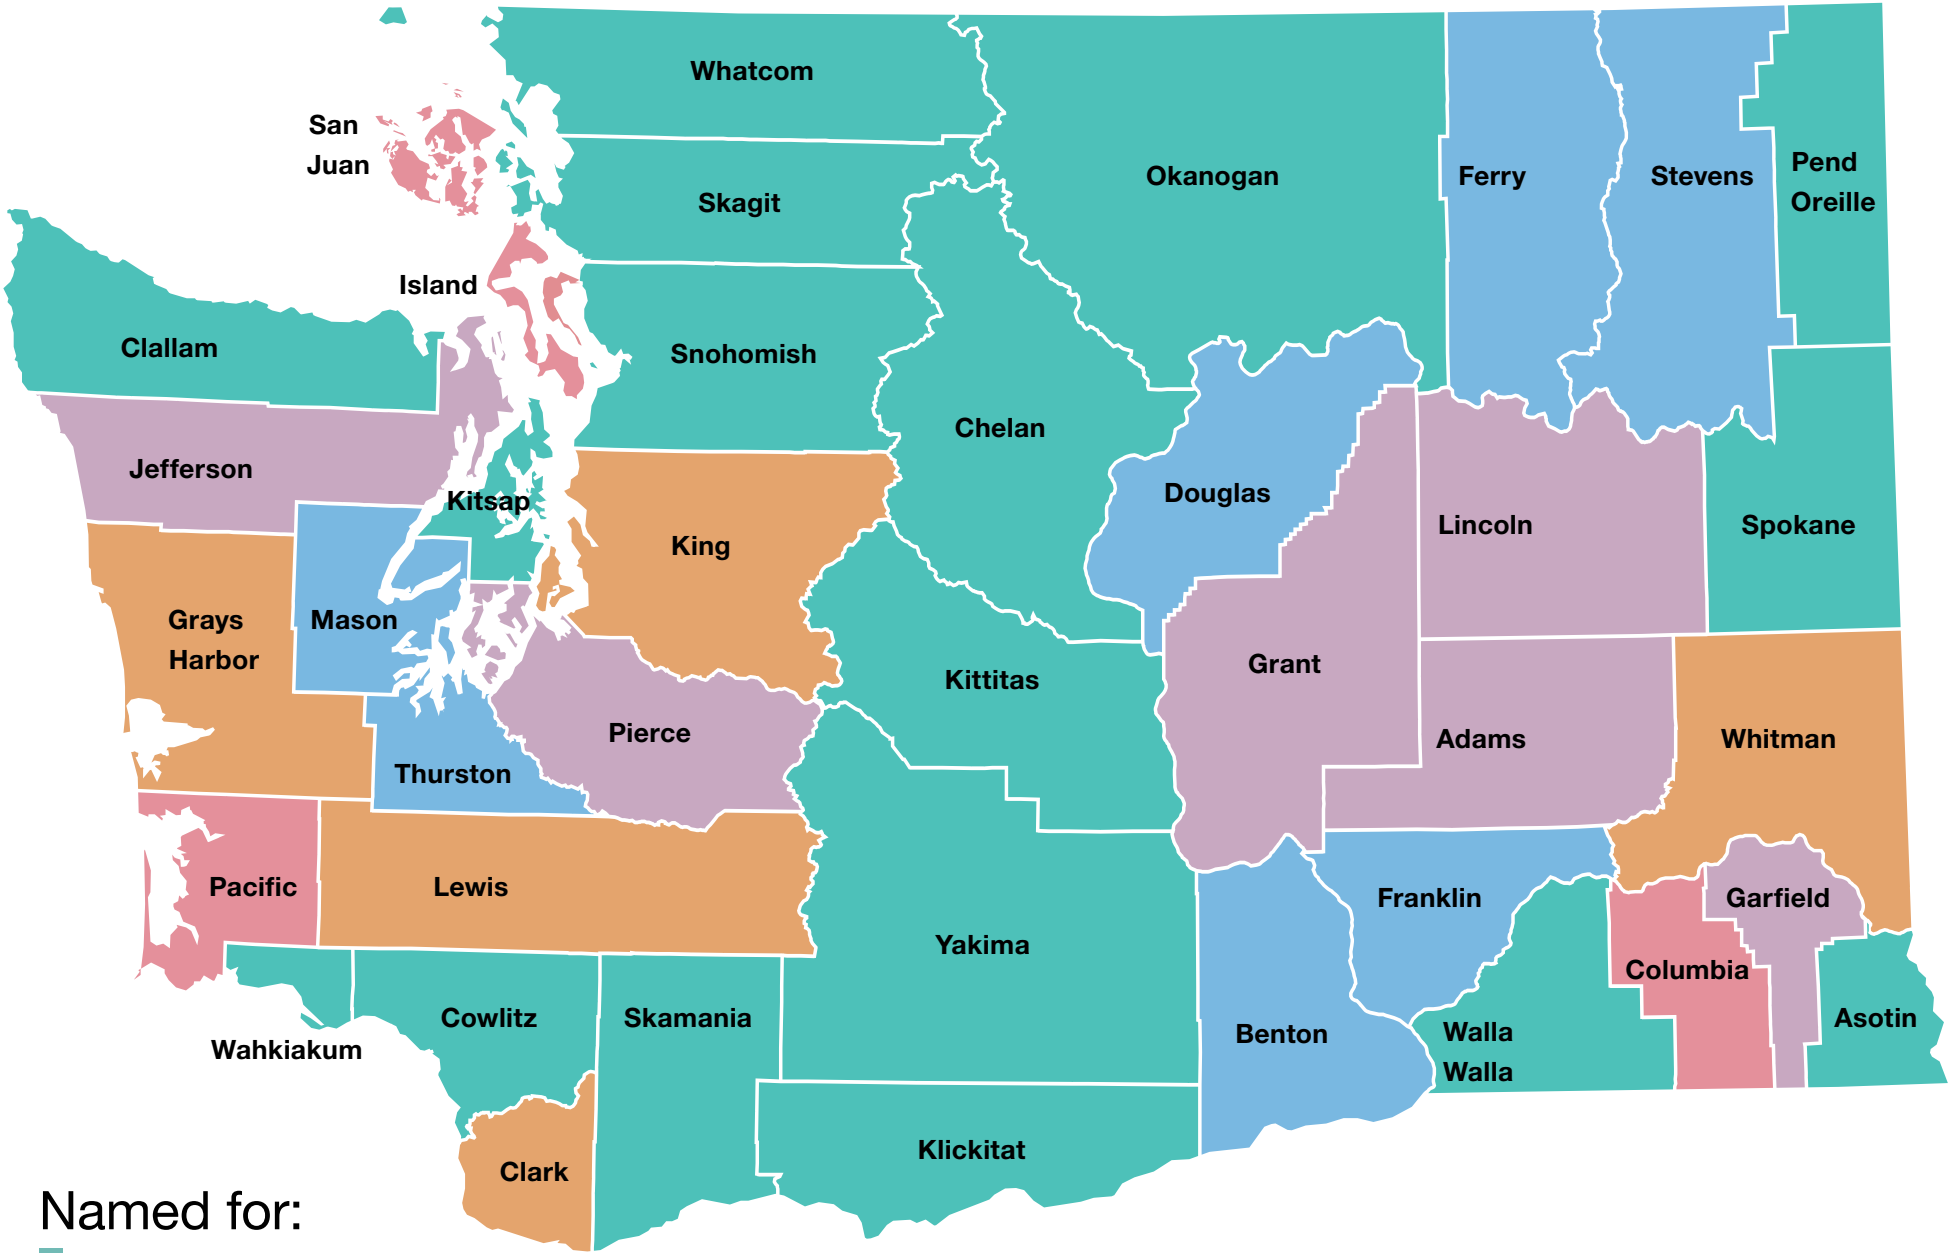 Whatcom
San
Juan
Okanogan
Ferry
Stevens
Pend
Oreille
Skagit
Island
Clallam
Snohomish
Chelan
Jefferson
Kitsap
Douglas
Lincoln
Spokane
King
Grays
Harbor
Mason
Grant
Kittitas
Pierce
Adams
Whitman
Thurston
Pacific
Lewis
Franklin
Garfield
Yakima
Columbia
Cowlitz
Skamania
Asotin
Wahkiakum
Benton
Walla
Walla
Klickitat
Clark
Named for: